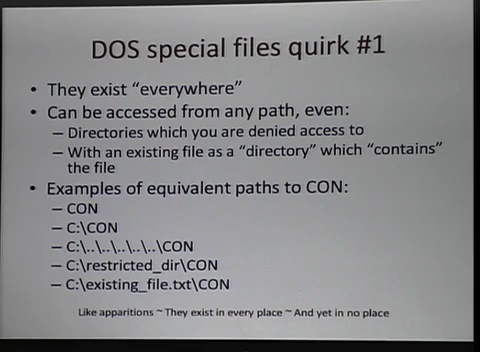 DOS special files quirk #1
• They exist “everywhere”
• Can be accessed from any path, even:
– Directories which you are denied access to
– With an existing file as a “directory” which “contains”
the file
• Examples of equivalent paths to CON:
– CON
– C:\CON
– C:\..\..\..\..\..\CON
– C:\restricted_dir\CON
– C:\existing_file.txt\CON
Like apparitions ~ They exist in every place ~ And yet in no place